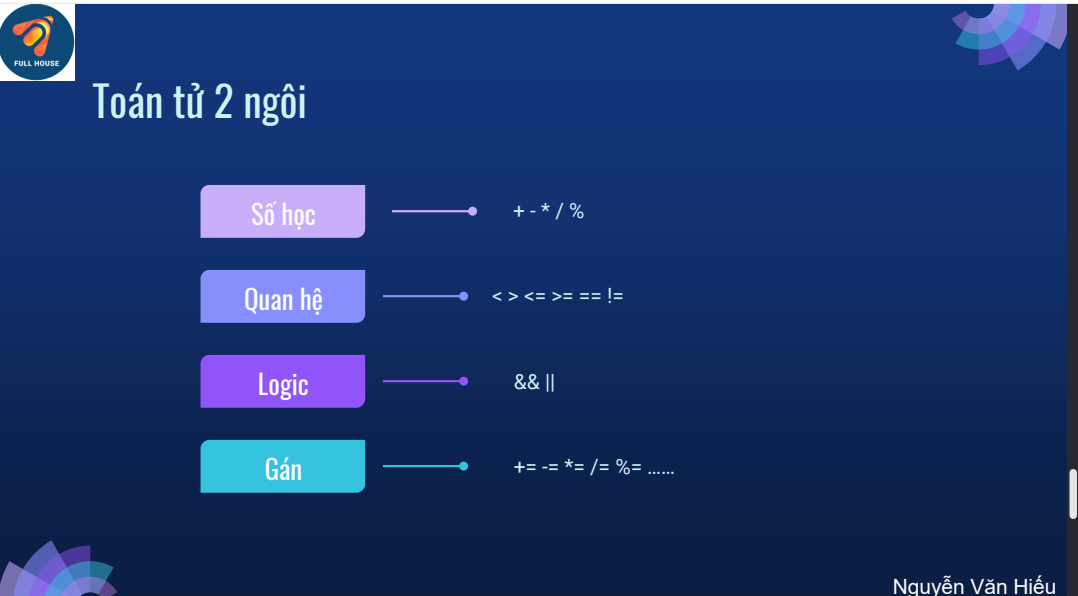 FULL HOUSE
Toán tử 2 ngôi
Số học + - * / %
Quan hệ < > <= >= == !=
Logic && ||
Gán += -= *= /= %= ......
Nguyễn Văn Hiếu